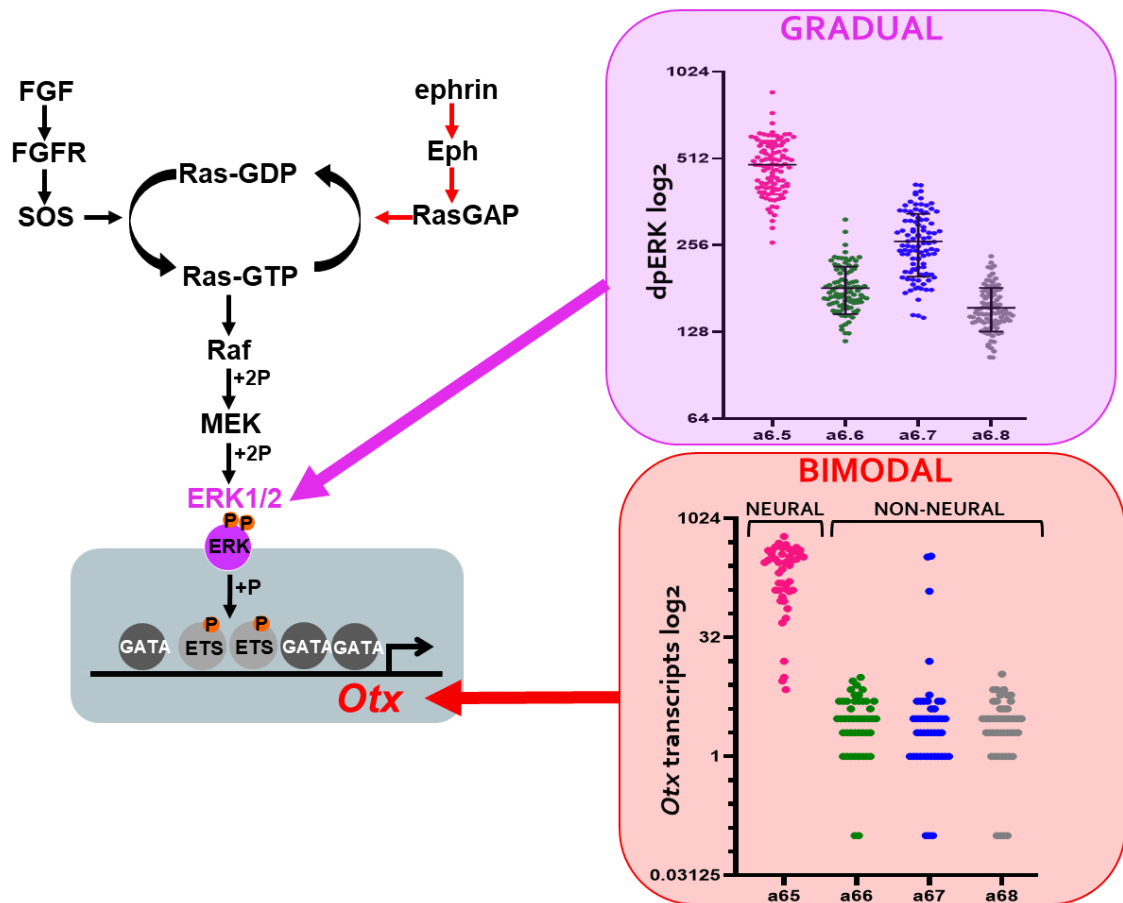 FGF
FGFR
SOS
Ras-GDP
Ras-GTP
ephrin
Eph
RasGAP
Raf
+2P
MEK
+2P
ERK1/2
P P
ERK
+P
P P
GATA ETS ETS GATA GATA
Otx
GRADUAL
dpERK log2
1024
512
256
128
64
a6.5 a6.6 a6.7 a6.8
BIMODAL
NEURAL NON-NEURAL
Otx transcripts log2
1024
32
1
0.03125
a65 a66 a67 a68